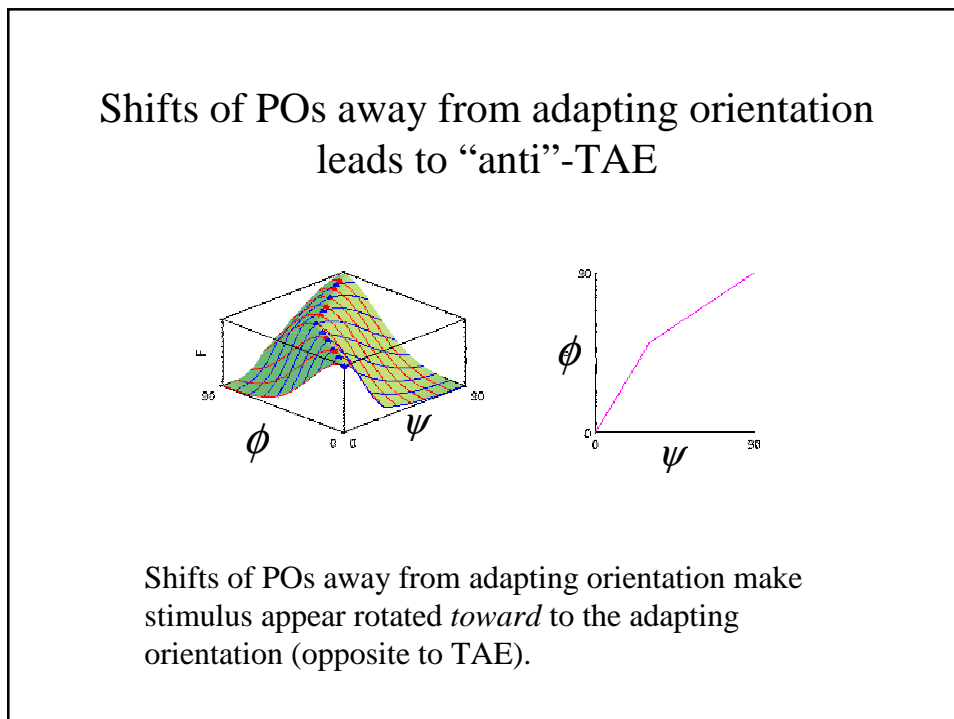 Shifts of POs away from adapting orientation
leads to “anti”-TAE
F
90
ϕ
0
0
ψ
90
90
ϕ
0
0
ψ
90
Shifts of POs away from adapting orientation make
stimulus appear rotated toward to the adapting
orientation (opposite to TAE).